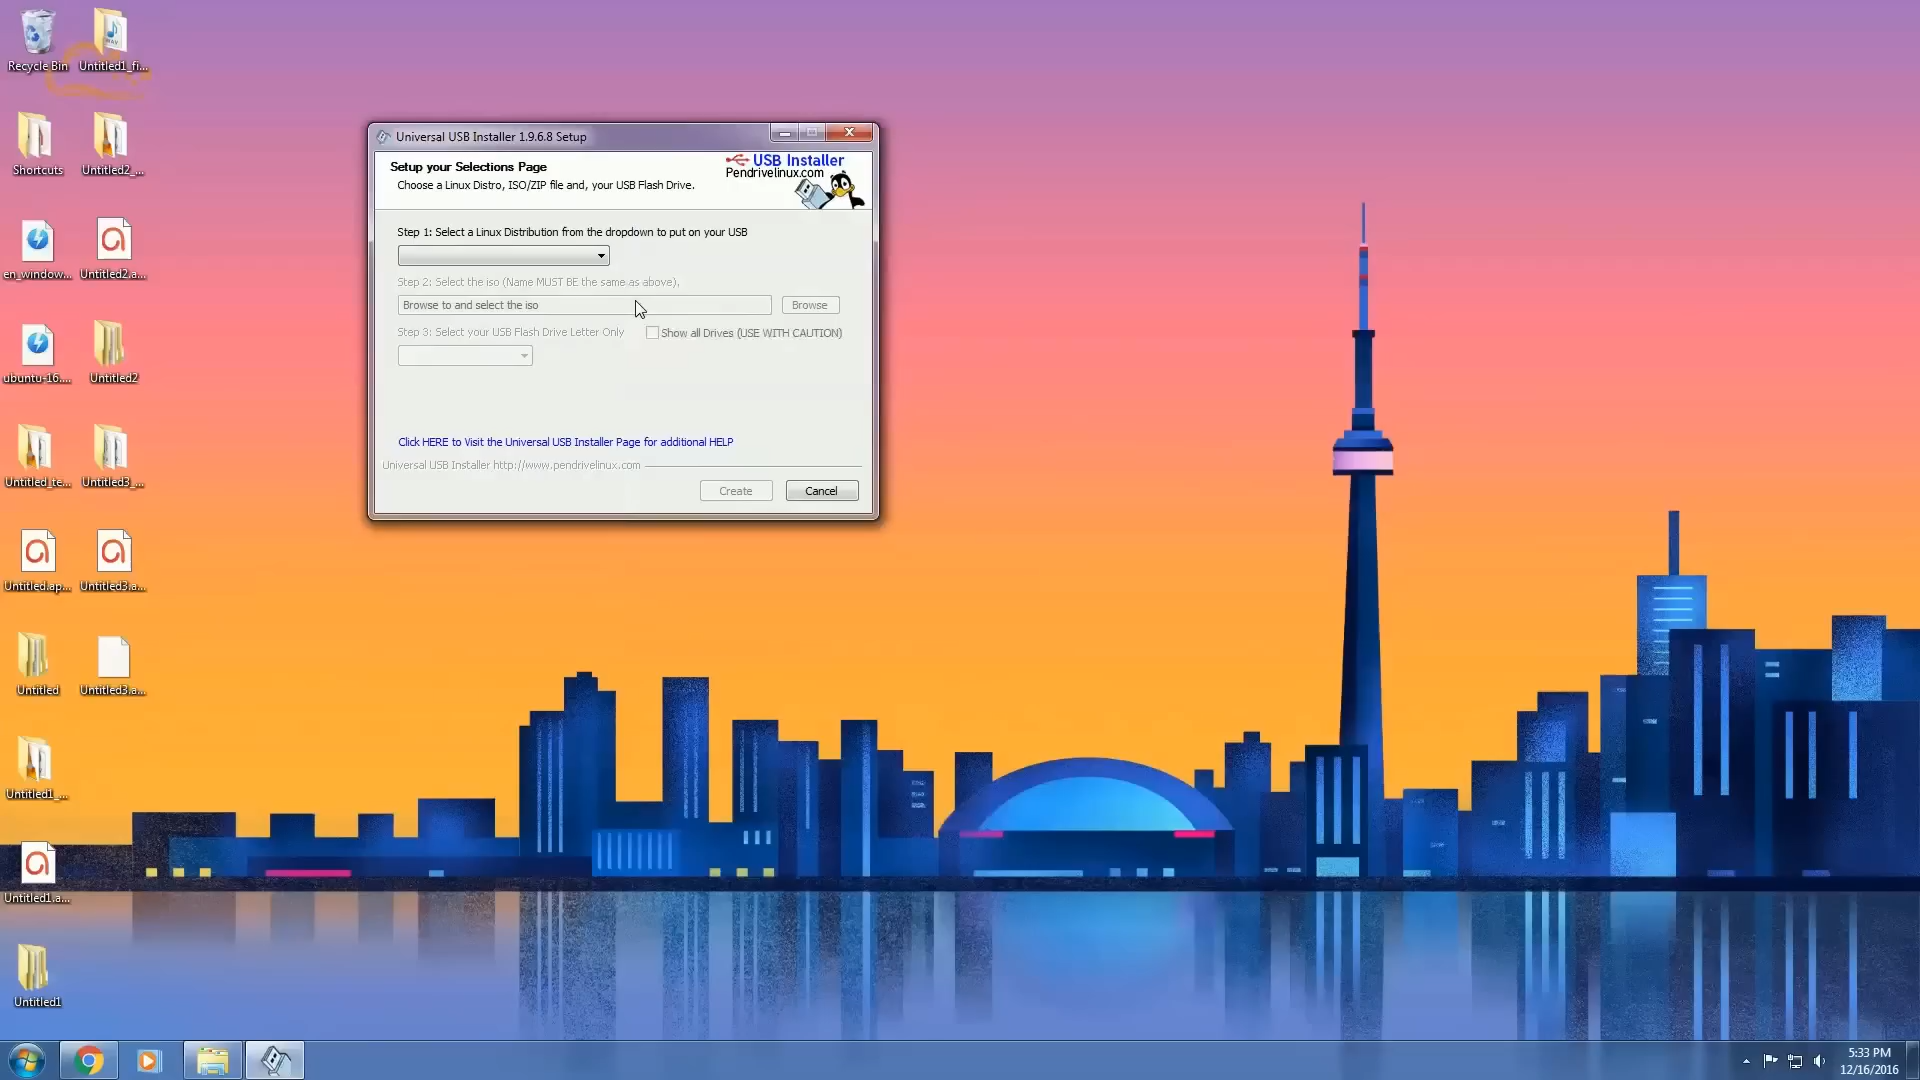 Recycle Bin
Untitled1_fi...
Shortcuts
Untitled2_...
en_window...
Untitled2.a...
ubuntu-16....
Untitled2
Untitled_te...
Untitled3_...
Untitled.ap...
Untitled3.a...
Untitled
Untitled3.a...
Untitled1_...
Untitled1.a...
Untitled1
Universal USB Installer 1.9.6.8 Setup
Setup your Selections Page
Choose a Linux Distro, ISO/ZIP file and, your USB Flash Drive.
USB Installer
Pendrivelinux.com
Step 1: Select a Linux Distribution from the dropdown to put on your USB
Step 2: Select the iso (Name MUST BE the same as above).
Browse to and select the iso
Browse
Step 3: Select your USB Flash Drive Letter Only
Show all Drives (USE WITH CAUTION)
Click HERE to Visit the Universal USB Installer Page for additional HELP
Universal USB Installer http://www.pendrivelinux.com
Create
Cancel
5:33 PM
12/16/2016